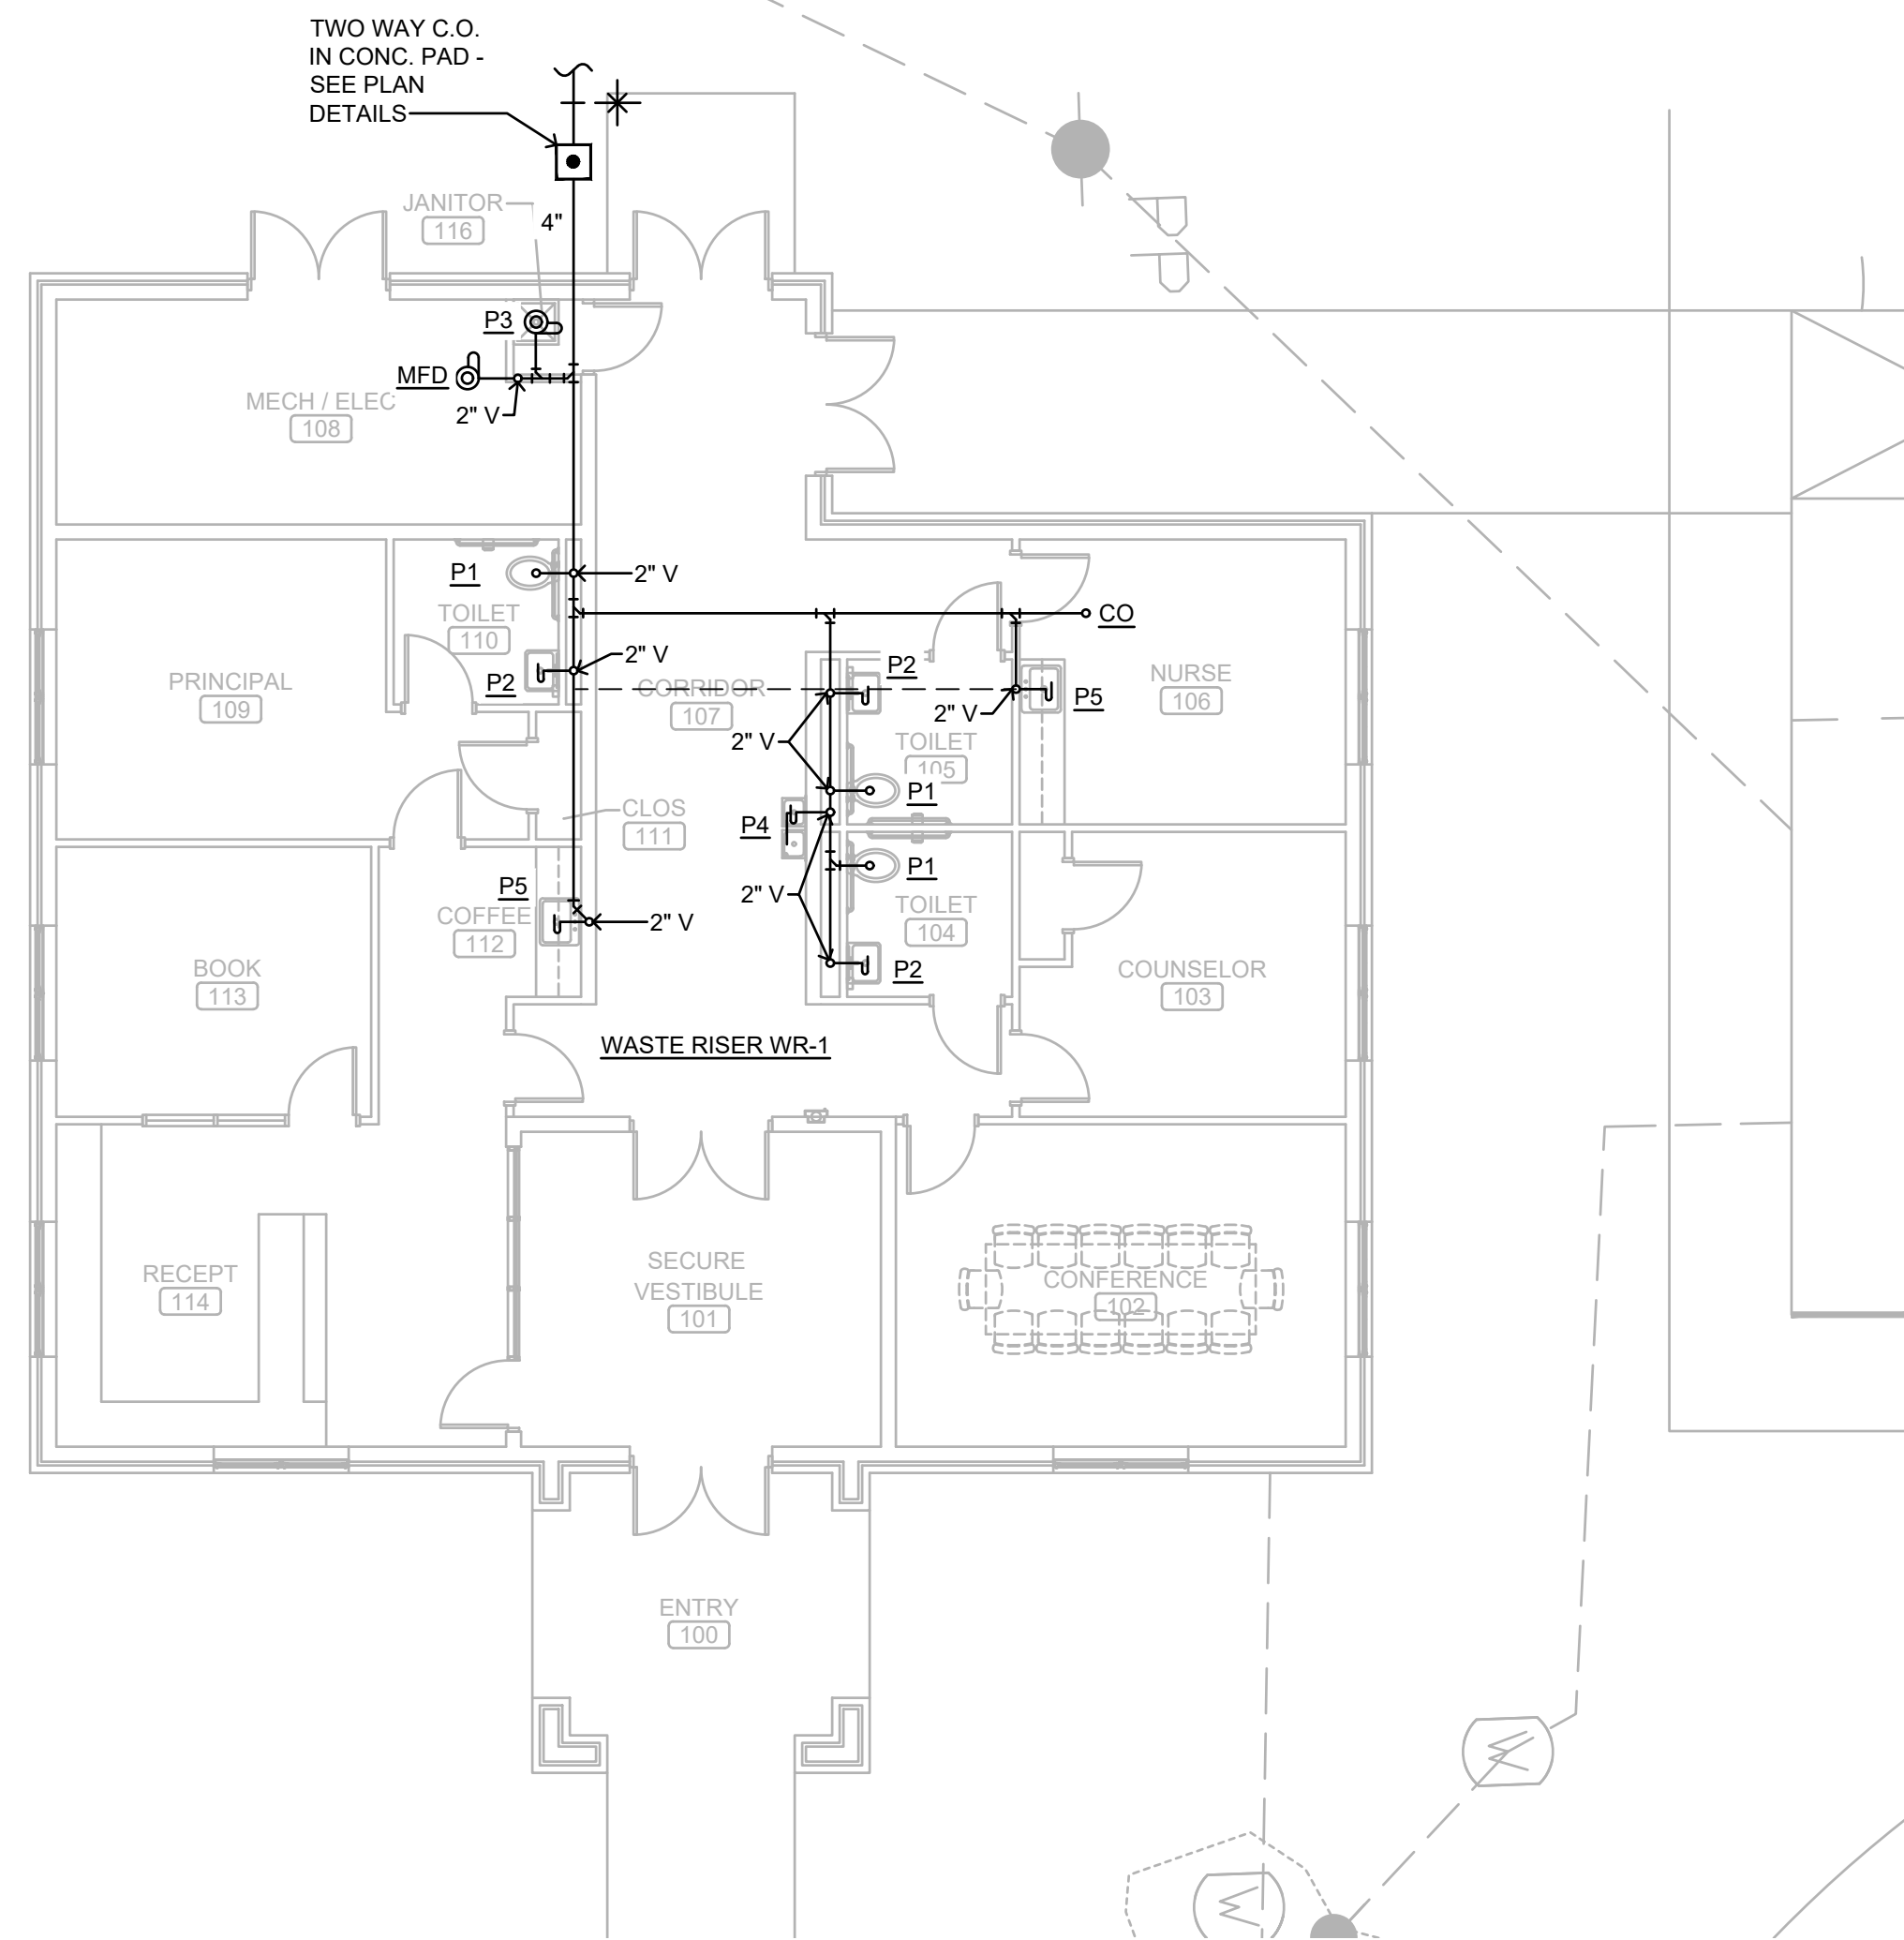 TWO WAY C.O.
IN CONC. PAD -
SEE PLAN
DETAILS
JANITOR
116
4"
P
P
P3
MFD
MECH / ELEC
108
2" V
P1
2" V
TOILET
110
CO
2" V
P2
PRINCIPAL
109
CORRIDOR
107
P2
NURSE
106
P5
2" V
2" V
TOILET
105
P1
CLOS
111
P4
P1
2" V
P5
COFFEE
112
2" V
TOILET
104
BOOK
113
P2
COUNSELOR
103
WASTE RISER WR-1
RECEPT
114
SECURE
VESTIBULE
101
CONFERENCE
102
ENTRY
100
W
W